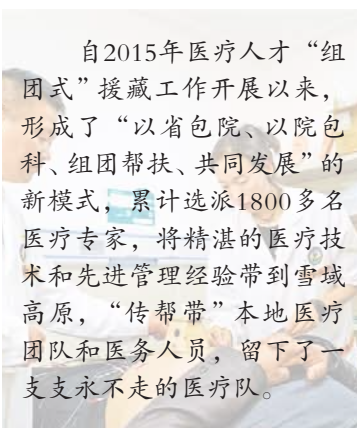 自2015年医疗人才“组
团式”援藏工作开展以来，
形成了“以省包院、以院包
科、组团帮扶、共同发展”的
新模式，累计选派1800多名
医疗专家，将精湛的医疗技
术和先进管理经验带到雪域
高原，“传帮带”本地医疗
团队和医务人员，留下了一
支支永不走的医疗队。